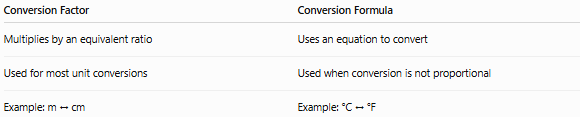 Conversion Factor Conversion Formula
Multiplies by an equivalent ratio Uses an equation to convert
Used for most unit conversions Used when conversion is not proportional
Example: m ↔ cm Example: °C ↔ °F